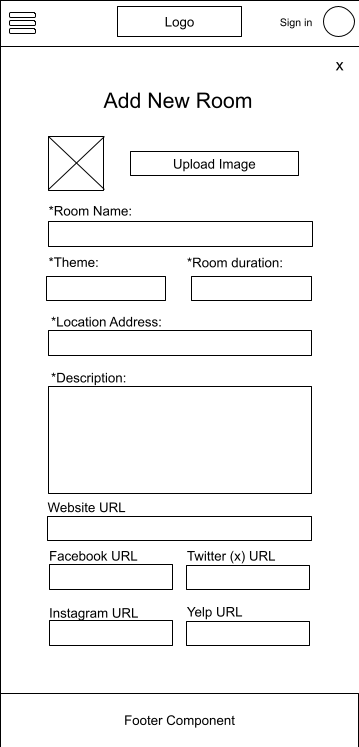 Logo
Sign in
x
Add New Room
Upload Image
*Room Name:
*Theme: *Room duration:
*Location Address:
*Description:
Website URL
Facebook URL Twitter (x) URL
Instagram URL Yelp URL
Footer Component